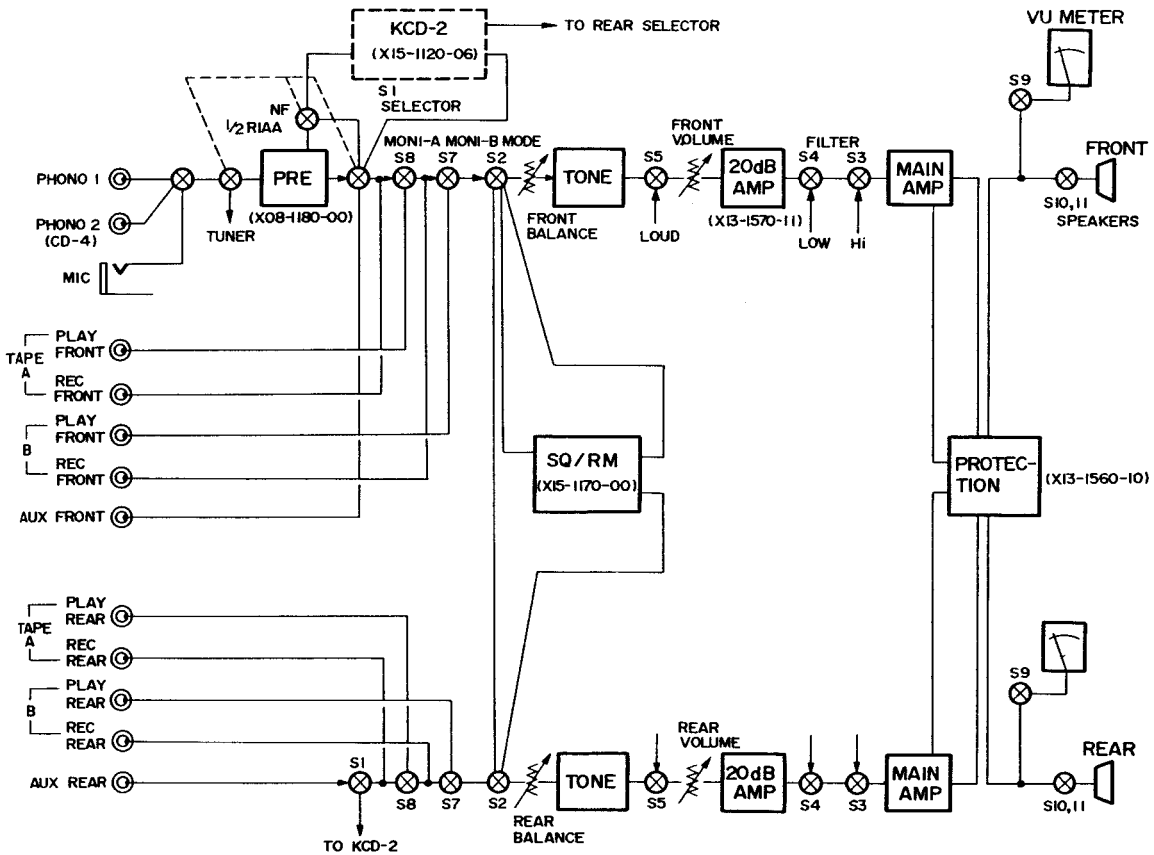 KCD-2
(X15-1120-06)
TO REAR SELECTOR
VU METER
S9
NF
1/2 RIAA
S1
SELECTOR
MONI-A MONI-B MODE
S8 S7 S2
S5
FRONT
VOLUME
FILTER
S4 S3
PHONO 1
PRE
(X08-1180-00)
TONE
20dB
AMP
(X13-1570-11)
MAIN
AMP
FRONT
S10,11
SPEAKERS
PHONO 2
(CD-4)
TUNER
FRONT
BALANCE
LOUD
LOW
Hi
MIC
TAPE
A
PLAY
FRONT
REC
FRONT
B
PLAY
FRONT
REC
FRONT
AUX FRONT
SQ/RM
(X15-1170-00)
PROTEC-
TION
(X13-1560-10)
TAPE
A
PLAY
REAR
REC
REAR
B
PLAY
REAR
REC
REAR
AUX REAR
S1
S8
S7
S2
TO KCD-2
REAR
BALANCE
TONE
S5
REAR
VOLUME
20dB
AMP
S4
S3
MAIN
AMP
S9
REAR
S10,11